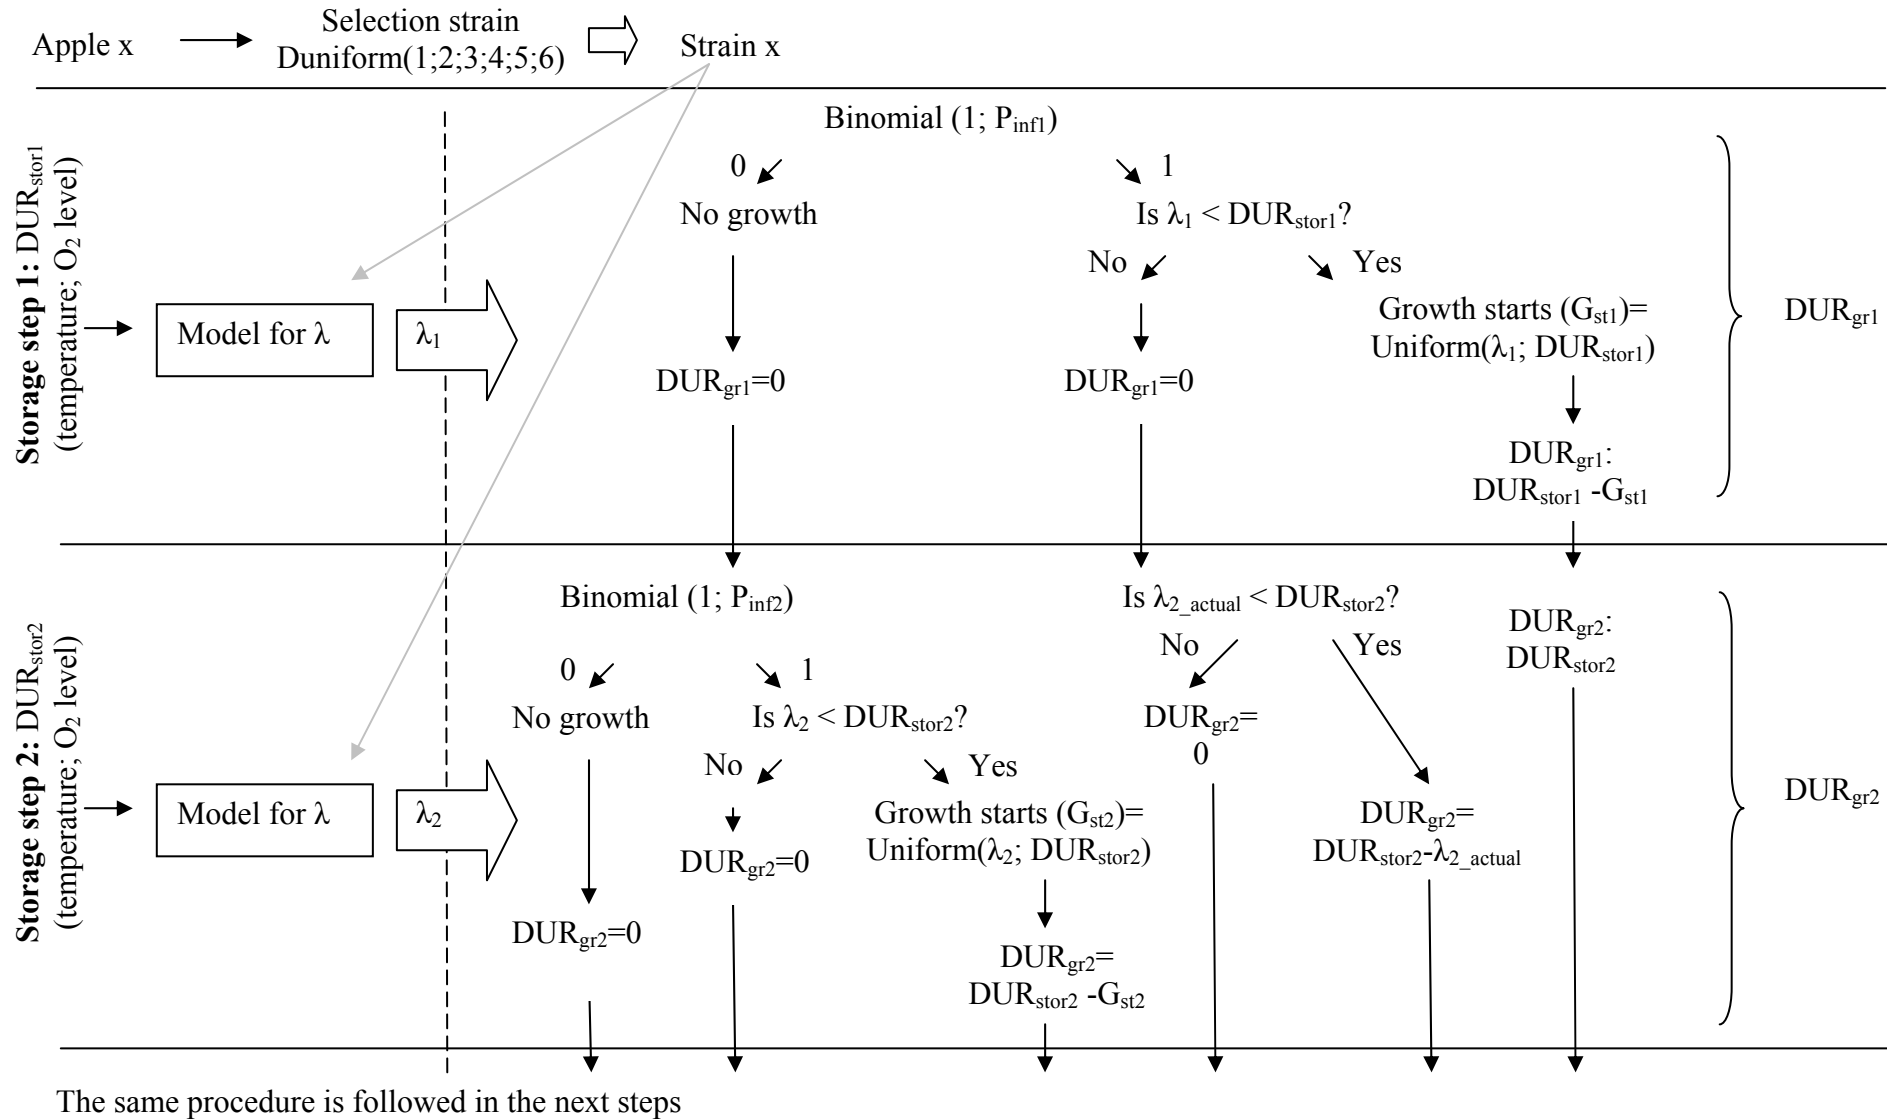 Apple x
Selection strain
Duniform(1;2;3;4;5;6)
Strain x
Storage step 1: DURstor1
(temperature; O2 level)
Model for λ
λ1
Binomial (1; Pinf1)
0
1
No growth
Is λ1 < DURstor1?
No
Yes
Growth starts (Gst1)=
Uniform(λ1; DURstor1)
DURgr1=0
DURgr1=0
DURgr1:
DURstor1 -Gst1
DURgr1
Storage step 2: DURstor2
(temperature; O2 level)
Model for λ
λ2
Binomial (1; Pinf2)
0
1
No growth
Is λ2 < DURstor2?
No
Yes
Growth starts (Gst2)=
Uniform(λ2; DURstor2)
DURgr2=0
DURgr2=0
DURgr2=
DURstor2 -Gst2
Is λ2_actual < DURstor2?
No
Yes
DURgr2=
0
DURgr2=
DURstor2-λ2_actual
DURgr2:
DURstor2
DURgr2
The same procedure is followed in the next steps